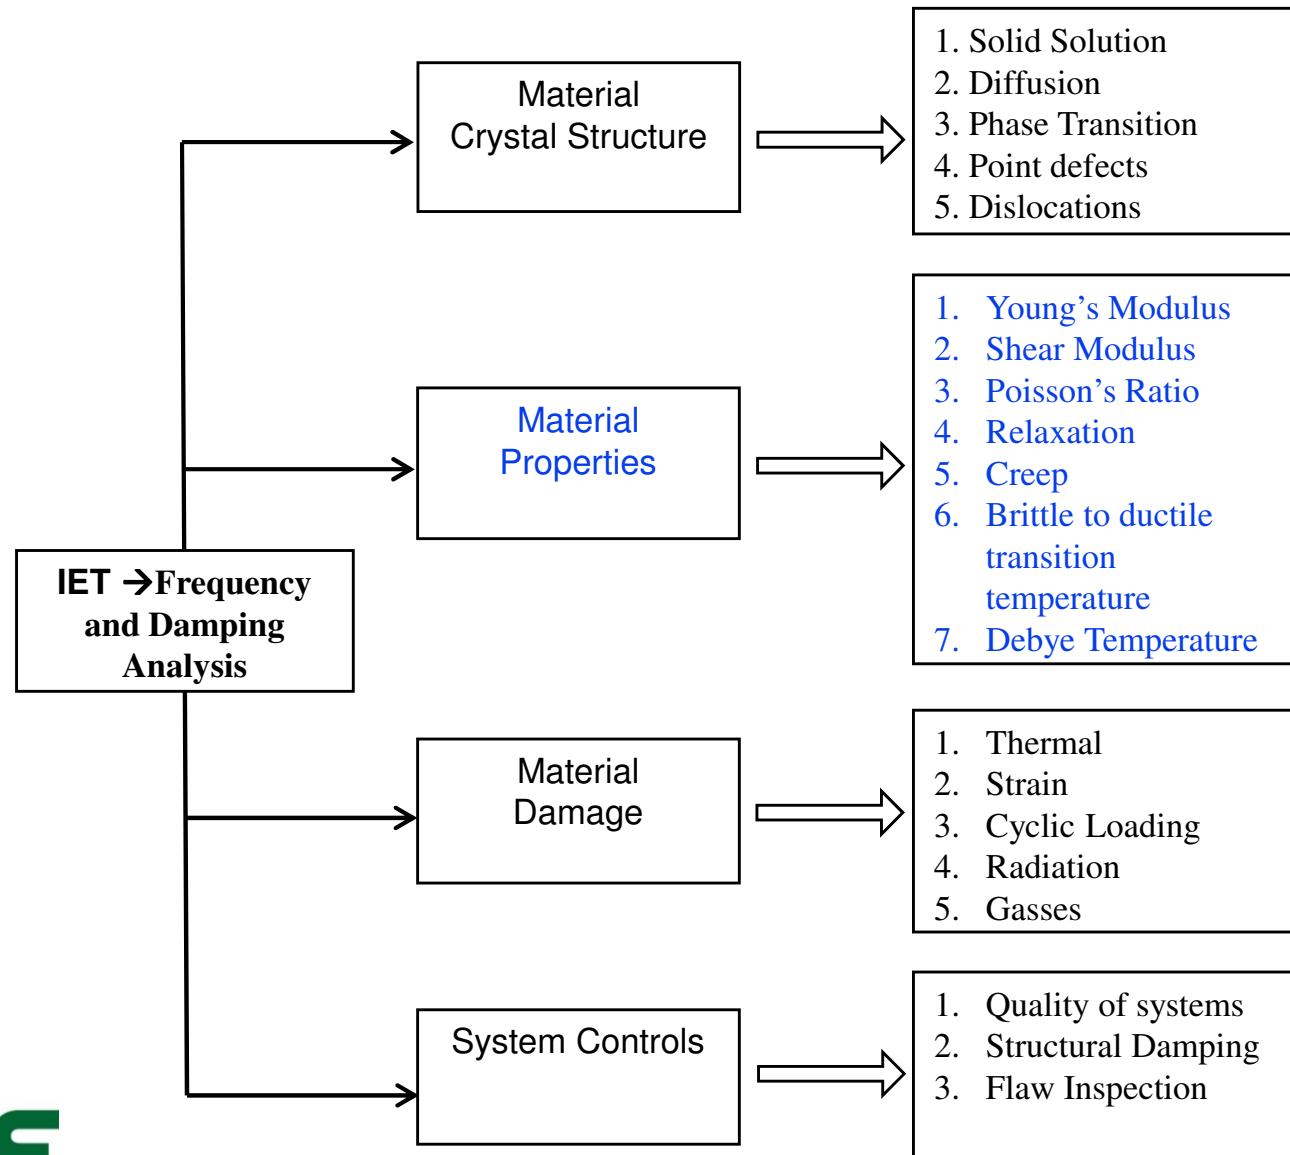 Material
Crystal Structure
1. Solid Solution
2. Diffusion
3. Phase Transition
4. Point defects
5. Dislocations
Material
Properties
1. Young’s Modulus
2. Shear Modulus
3. Poisson’s Ratio
4. Relaxation
5. Creep
6. Brittle to ductile
transition
temperature
7. Debye Temperature
IET →Frequency
and Damping
Analysis
Material
Damage
1. Thermal
2. Strain
3. Cyclic Loading
4. Radiation
5. Gasses
System Controls
1. Quality of systems
2. Structural Damping
3. Flaw Inspection